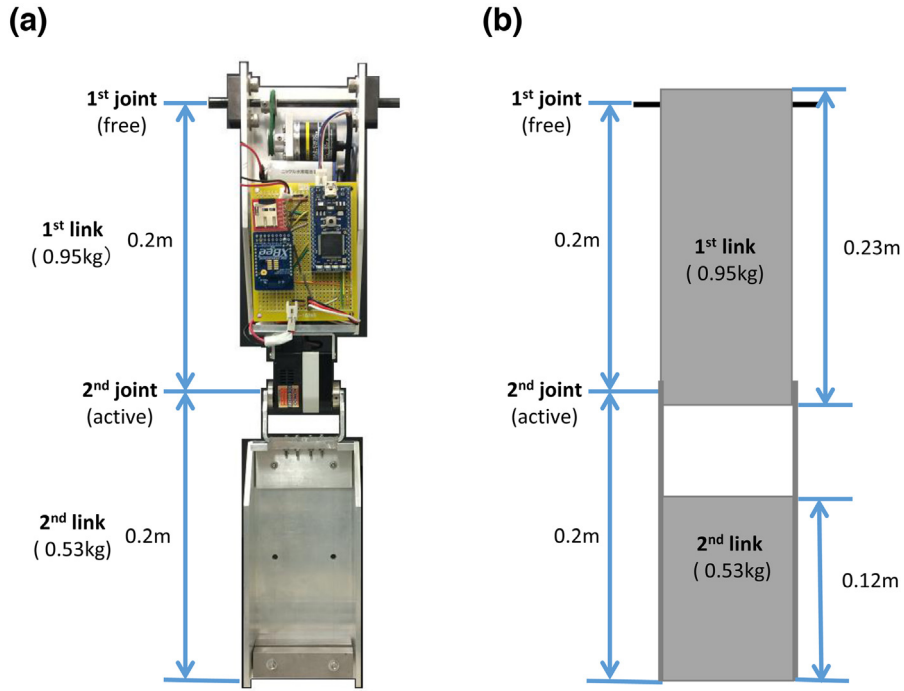 (a)
1st joint
(free)
1st link
( 0.95kg)
0.2m
XBee
2nd joint
(active)
2nd link
( 0.53kg)
0.2m
(b)
1st joint
(free)
0.2m
1st link
( 0.95kg)
0.23m
2nd joint
(active)
0.2m
2nd link
( 0.53kg)
0.12m